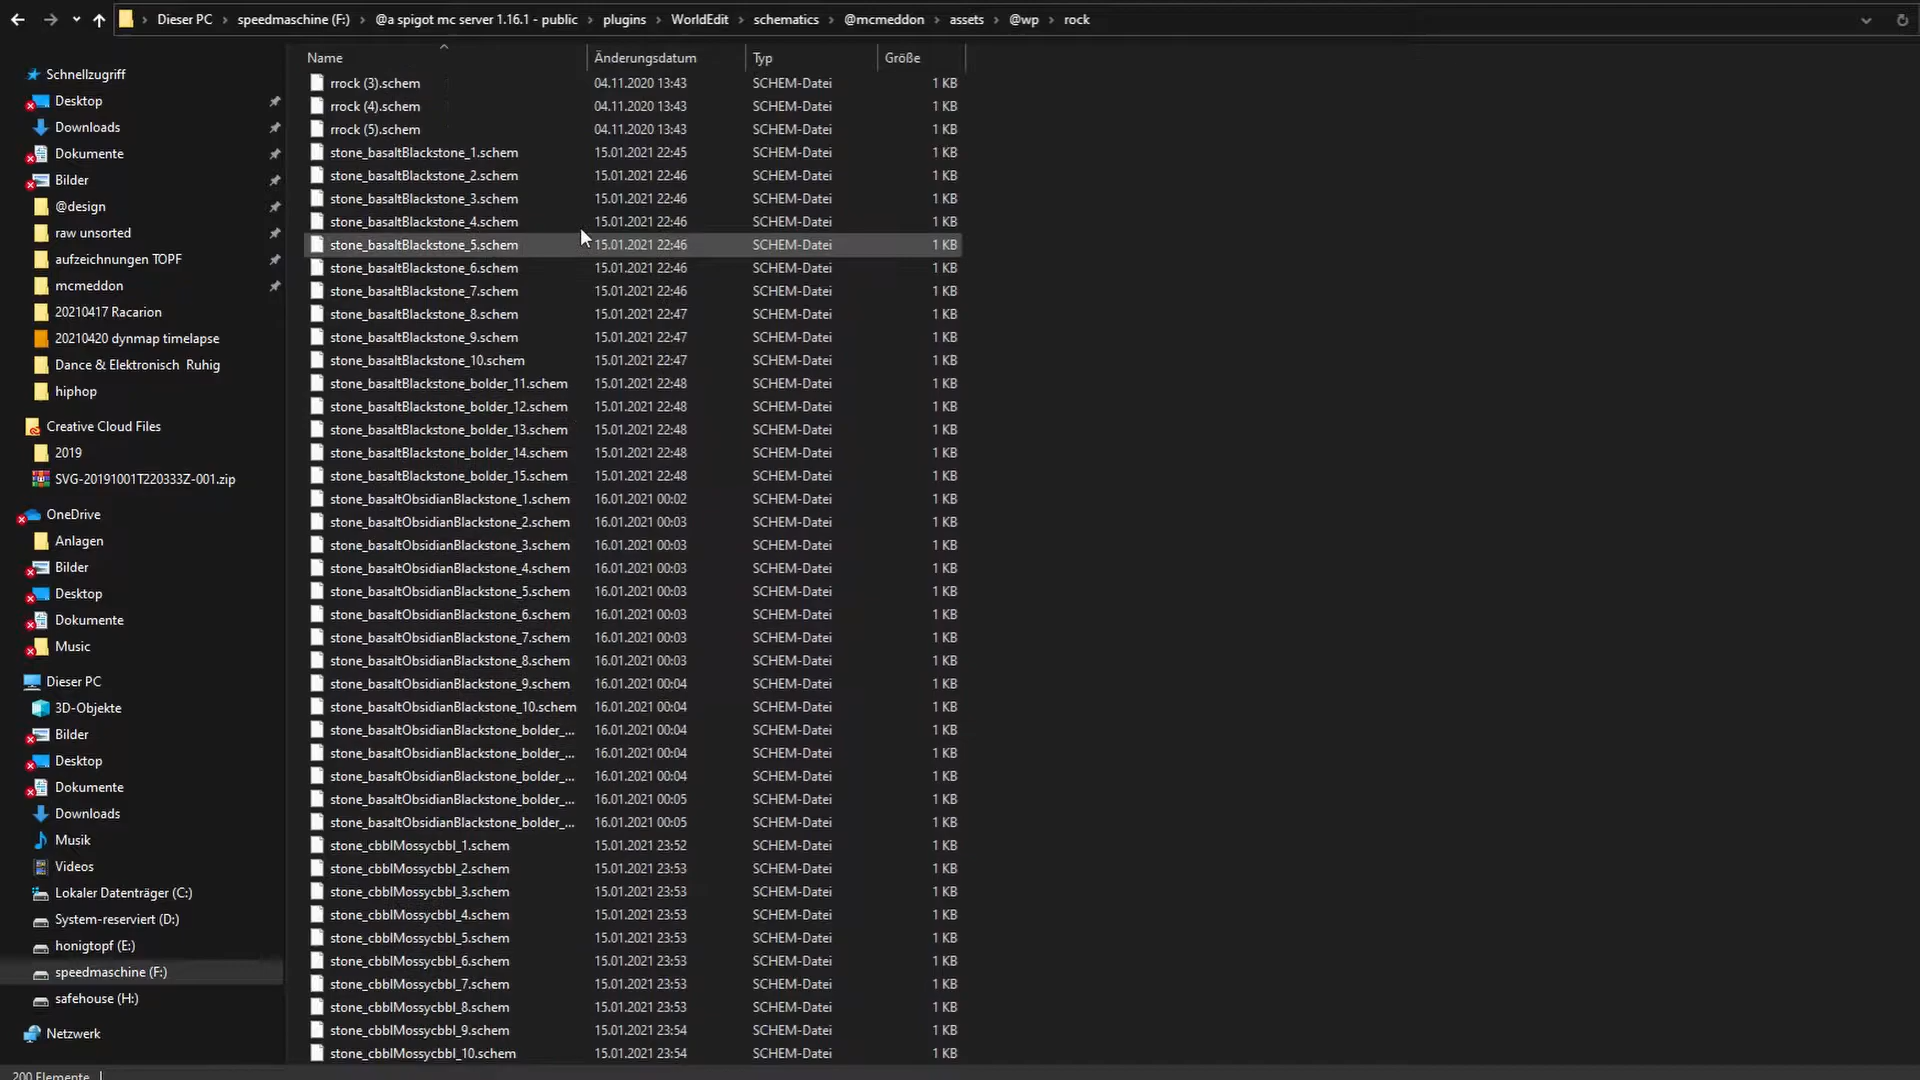 Dieser PC › speedmaschine (F:) › @a spigot mc server 1.16.1 - public › plugins › WorldEdit › schematics › @mcmeddon › assets › @wp › rock
Name Änderungsdatum Typ Größe
Schnellzugriff
Desktop
Downloads
Dokumente
Bilder
@design
raw unsorted
aufzeichnungen TOPF
mcmeddon
20210417 Racarion
20210420 dynmap timelapse
Dance & Elektronisch Ruhig
hiphop
Creative Cloud Files
2019
SVG-20191001T220333Z-001.zip
OneDrive
Anlagen
Bilder
Desktop
Dokumente
Music
Dieser PC
3D-Objekte
Bilder
Desktop
Dokumente
Downloads
Musik
Videos
Lokaler Datenträger (C:)
System-reserviert (D:)
honigtopf (E:)
speedmaschine (F:)
safehouse (H:)
Netzwerk
rrock (3).schem 04.11.2020 13:43 SCHEM-Datei 1 KB
rrock (4).schem 04.11.2020 13:43 SCHEM-Datei 1 KB
rrock (5).schem 04.11.2020 13:43 SCHEM-Datei 1 KB
stone_basaltBlackstone_1.schem 15.01.2021 22:45 SCHEM-Datei 1 KB
stone_basaltBlackstone_2.schem 15.01.2021 22:46 SCHEM-Datei 1 KB
stone_basaltBlackstone_3.schem 15.01.2021 22:46 SCHEM-Datei 1 KB
stone_basaltBlackstone_4.schem 15.01.2021 22:46 SCHEM-Datei 1 KB
stone_basaltBlackstone_5.schem 15.01.2021 22:46 SCHEM-Datei 1 KB
stone_basaltBlackstone_6.schem 15.01.2021 22:46 SCHEM-Datei 1 KB
stone_basaltBlackstone_7.schem 15.01.2021 22:46 SCHEM-Datei 1 KB
stone_basaltBlackstone_8.schem 15.01.2021 22:47 SCHEM-Datei 1 KB
stone_basaltBlackstone_9.schem 15.01.2021 22:47 SCHEM-Datei 1 KB
stone_basaltBlackstone_10.schem 15.01.2021 22:47 SCHEM-Datei 1 KB
stone_basaltBlackstone_bolder_11.schem 15.01.2021 22:48 SCHEM-Datei 1 KB
stone_basaltBlackstone_bolder_12.schem 15.01.2021 22:48 SCHEM-Datei 1 KB
stone_basaltBlackstone_bolder_13.schem 15.01.2021 22:48 SCHEM-Datei 1 KB
stone_basaltBlackstone_bolder_14.schem 15.01.2021 22:48 SCHEM-Datei 1 KB
stone_basaltBlackstone_bolder_15.schem 15.01.2021 22:48 SCHEM-Datei 1 KB
stone_basaltObsidianBlackstone_1.schem 16.01.2021 00:02 SCHEM-Datei 1 KB
stone_basaltObsidianBlackstone_2.schem 16.01.2021 00:03 SCHEM-Datei 1 KB
stone_basaltObsidianBlackstone_3.schem 16.01.2021 00:03 SCHEM-Datei 1 KB
stone_basaltObsidianBlackstone_4.schem 16.01.2021 00:03 SCHEM-Datei 1 KB
stone_basaltObsidianBlackstone_5.schem 16.01.2021 00:03 SCHEM-Datei 1 KB
stone_basaltObsidianBlackstone_6.schem 16.01.2021 00:03 SCHEM-Datei 1 KB
stone_basaltObsidianBlackstone_7.schem 16.01.2021 00:03 SCHEM-Datei 1 KB
stone_basaltObsidianBlackstone_8.schem 16.01.2021 00:03 SCHEM-Datei 1 KB
stone_basaltObsidianBlackstone_9.schem 16.01.2021 00:04 SCHEM-Datei 1 KB
stone_basaltObsidianBlackstone_10.schem 16.01.2021 00:04 SCHEM-Datei 1 KB
stone_basaltObsidianBlackstone_bolder_... 16.01.2021 00:04 SCHEM-Datei 1 KB
stone_basaltObsidianBlackstone_bolder_... 16.01.2021 00:04 SCHEM-Datei 1 KB
stone_basaltObsidianBlackstone_bolder_... 16.01.2021 00:04 SCHEM-Datei 1 KB
stone_basaltObsidianBlackstone_bolder_... 16.01.2021 00:05 SCHEM-Datei 1 KB
stone_basaltObsidianBlackstone_bolder_... 16.01.2021 00:05 SCHEM-Datei 1 KB
stone_cbblMossycbbl_1.schem 15.01.2021 23:52 SCHEM-Datei 1 KB
stone_cbblMossycbbl_2.schem 15.01.2021 23:53 SCHEM-Datei 1 KB
stone_cbblMossycbbl_3.schem 15.01.2021 23:53 SCHEM-Datei 1 KB
stone_cbblMossycbbl_4.schem 15.01.2021 23:53 SCHEM-Datei 1 KB
stone_cbblMossycbbl_5.schem 15.01.2021 23:53 SCHEM-Datei 1 KB
stone_cbblMossycbbl_6.schem 15.01.2021 23:53 SCHEM-Datei 1 KB
stone_cbblMossycbbl_7.schem 15.01.2021 23:53 SCHEM-Datei 1 KB
stone_cbblMossycbbl_8.schem 15.01.2021 23:53 SCHEM-Datei 1 KB
stone_cbblMossycbbl_9.schem 15.01.2021 23:54 SCHEM-Datei 1 KB
stone_cbblMossycbbl_10.schem 15.01.2021 23:54 SCHEM-Datei 1 KB
200 Elemente